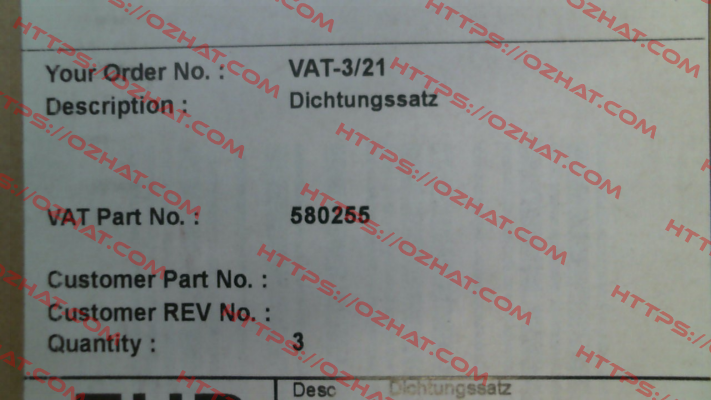 Your Order No. : VAT-3/21
Description : Dichtungssatz
VAT Part No. : 580255
Customer Part No. :
Customer REV No. :
Quantity : 3
Desc Dichtungssatz
HTTPS://OZHAT.COM